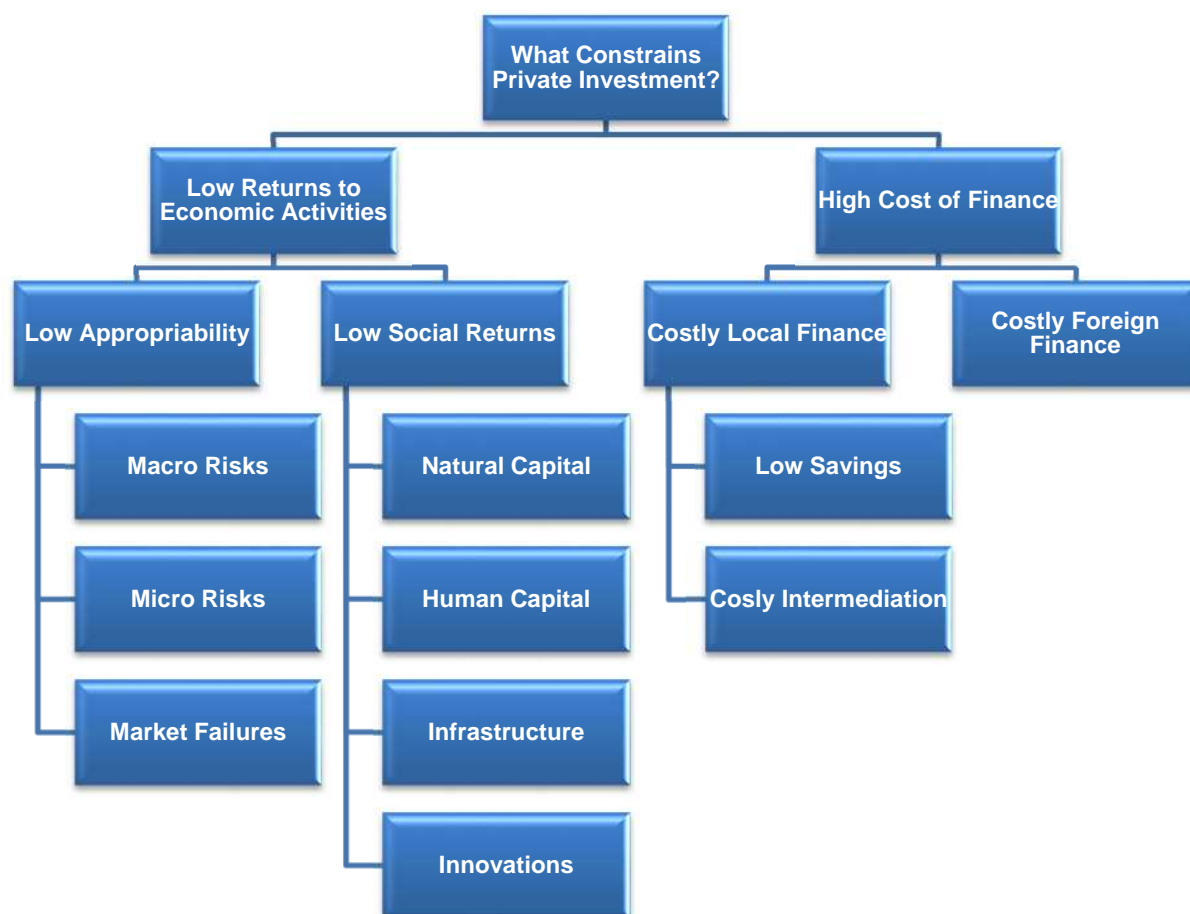 What Constrains
Private Investment?
Low Returns to
Economic Activities
High Cost of Finance
Low Appropriability
Low Social Returns
Costly Local Finance
Costly Foreign
Finance
Macro Risks
Natural Capital
Low Savings
Micro Risks
Human Capital
Cosly Intermediation
Market Failures
Infrastructure
Innovations